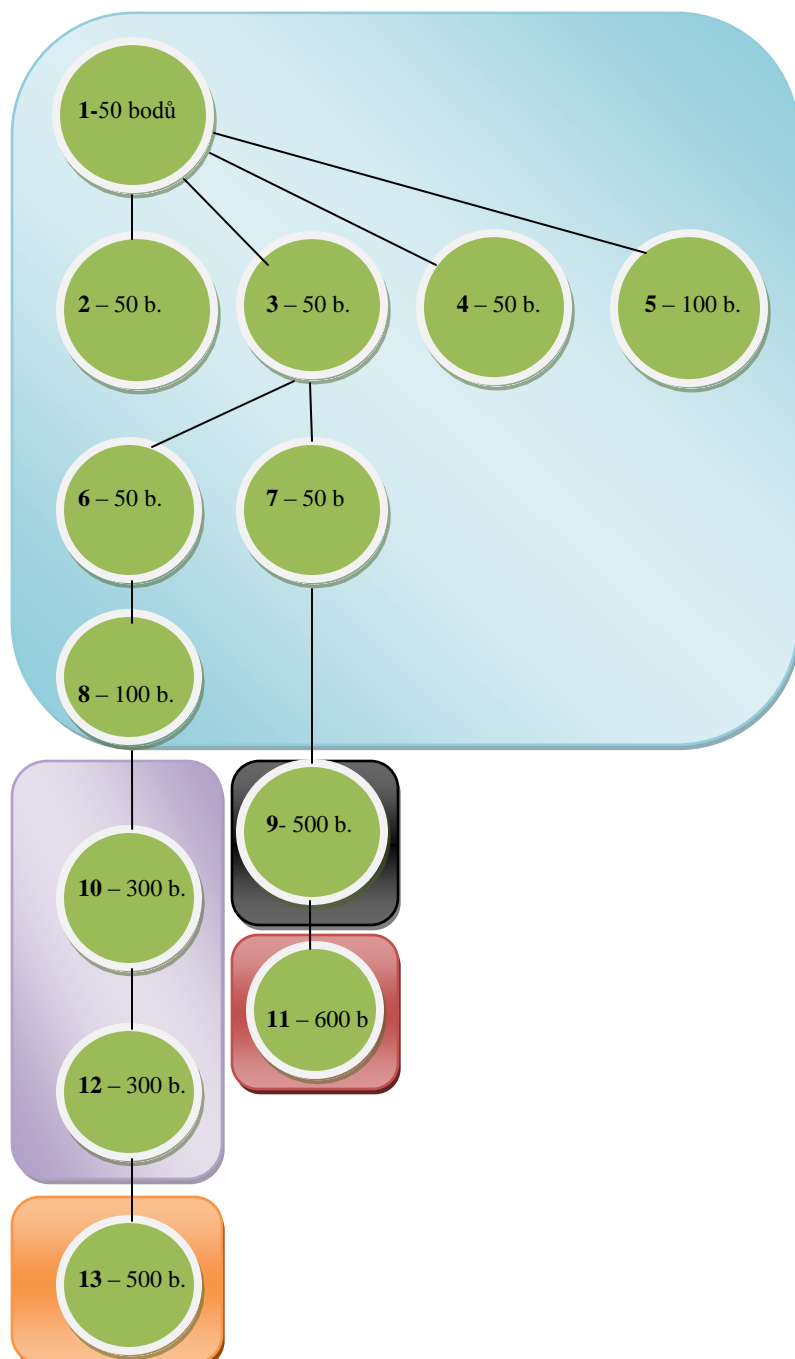 1-50 bodů
2 – 50 b.
3 – 50 b.
4 – 50 b.
5 – 100 b.
6 – 50 b.
7 – 50 b
8 – 100 b.
9- 500 b.
10 – 300 b.
11 – 600 b
12 – 300 b.
13 – 500 b.